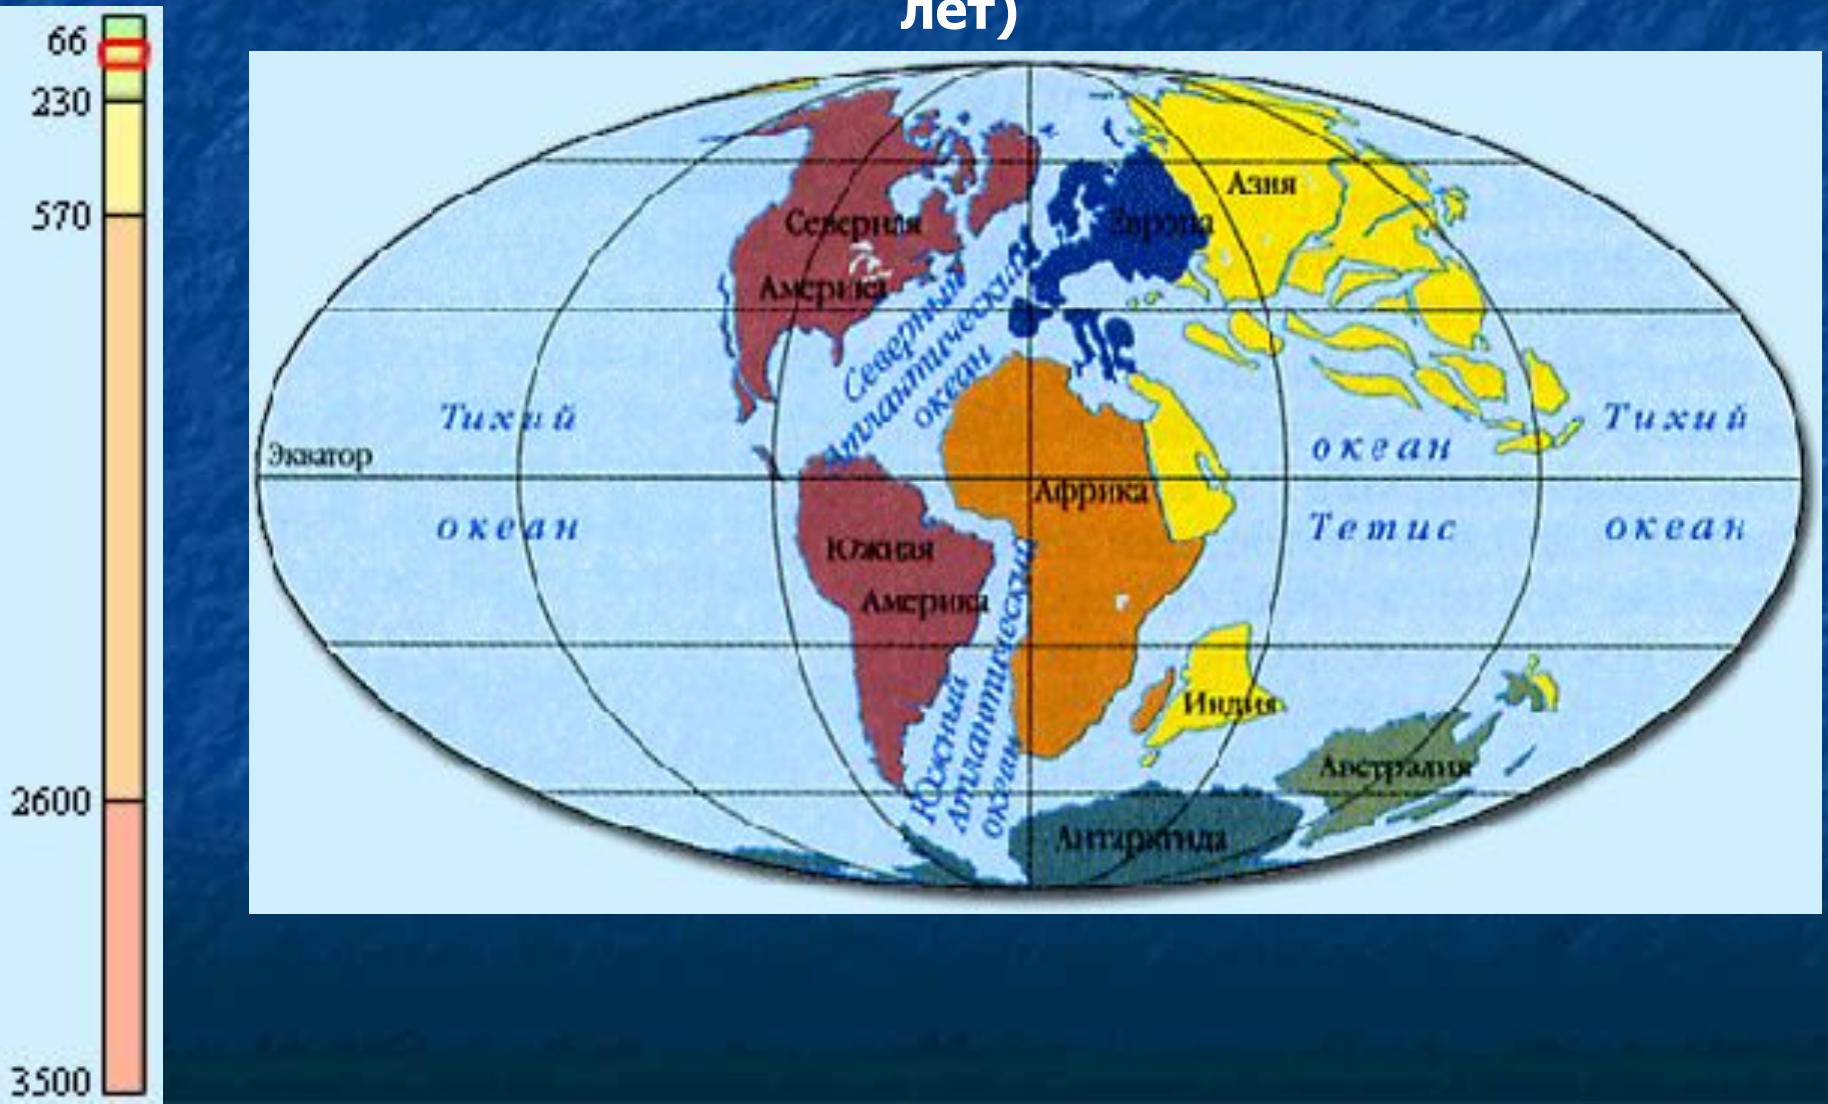 лет)
66
230
570
2600
3500
Азия
Северная
Европа
Америка
Северный
Атлантический
океан
Тихий
океан
Экватор
океан
Тетис
Тихий
океан
Африка
Южная
Америка
Южный
Атлантический
океан
Индия
Австралия
Антарктида